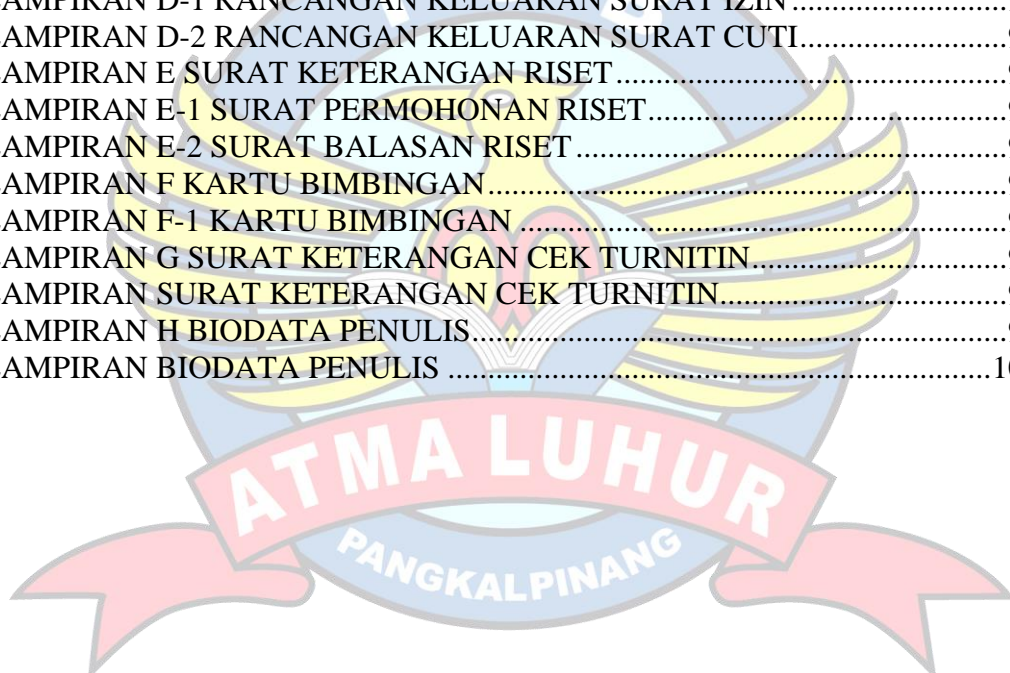 AMPIRAN D-1 RANCANGAN KELUARAN SURAT IZIN
AMPIRAN D-2 RANCANGAN KELUARAN SURAT CUTI
AMPIRAN E SURAT KETERANGAN RISET
AMPIRAN E-1 SURAT PERMOHONAN RISET
AMPIRAN E-2 SURAT BALASAN RISET
AMPIRAN F KARTU BIMBINGAN
AMPIRAN F-1 KARTU BIMBINGAN
AMPIRAN G SURAT KETERANGAN CEK TURNITIN
AMPIRAN SURAT KETERANGAN CEK TURNITIN
AMPIRAN H BIODATA PENULIS
AMPIRAN BIODATA PENULIS
ATMA LUHUR
PANGKALPINANG